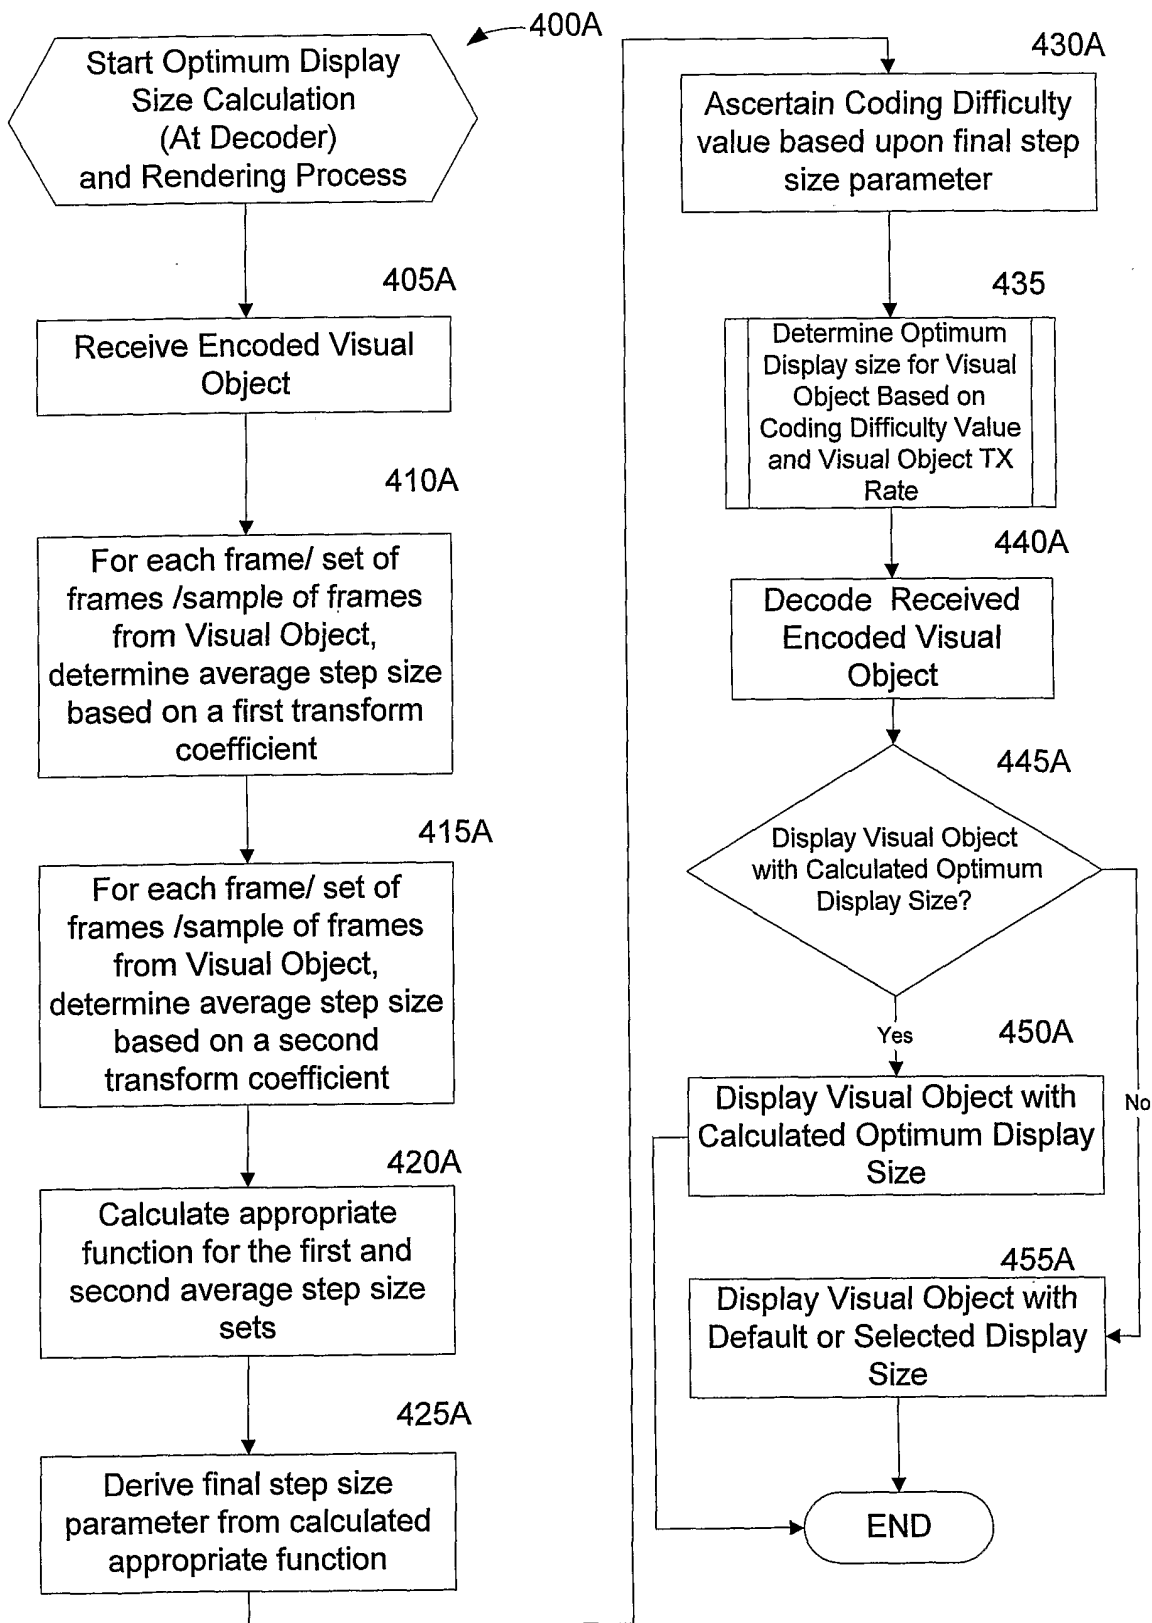 400A
Start Optimum Display
Size Calculation
(At Decoder)
and Rendering Process
405A
Receive Encoded Visual
Object
410A
For each frame/ set of
frames /sample of frames
from Visual Object,
determine average step size
based on a first transform
coefficient
415A
For each frame/ set of
frames /sample of frames
from Visual Object,
determine average step size
based on a second
transform coefficient
420A
Calculate appropriate
function for the first and
second average step size
sets
425A
Derive final step size
parameter from calculated
appropriate function
430A
Ascertain Coding Difficulty
value based upon final step
size parameter
435
Determine Optimum
Display size for Visual
Object Based on
Coding Difficulty Value
and Visual Object TX
Rate
440A
Decode Received
Encoded Visual
Object
445A
Display Visual Object
with Calculated Optimum
Display Size?
Yes
No
450A
Display Visual Object with
Calculated Optimum Display
Size
455A
Display Visual Object with
Default or Selected Display
Size
END